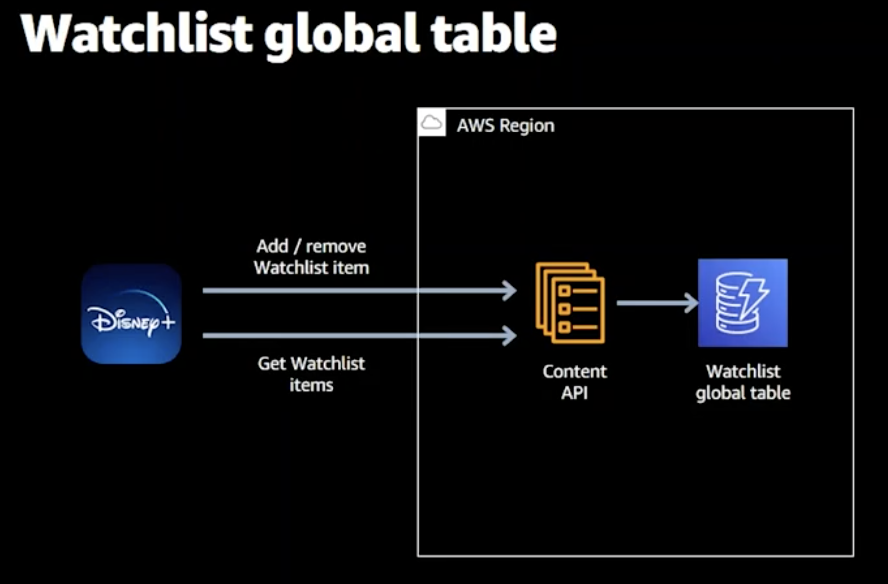 Watchlist global table
AWS Region
Add / remove
Watchlist item
Disney+
Get Watchlist
items
Content
API
Watchlist
global table